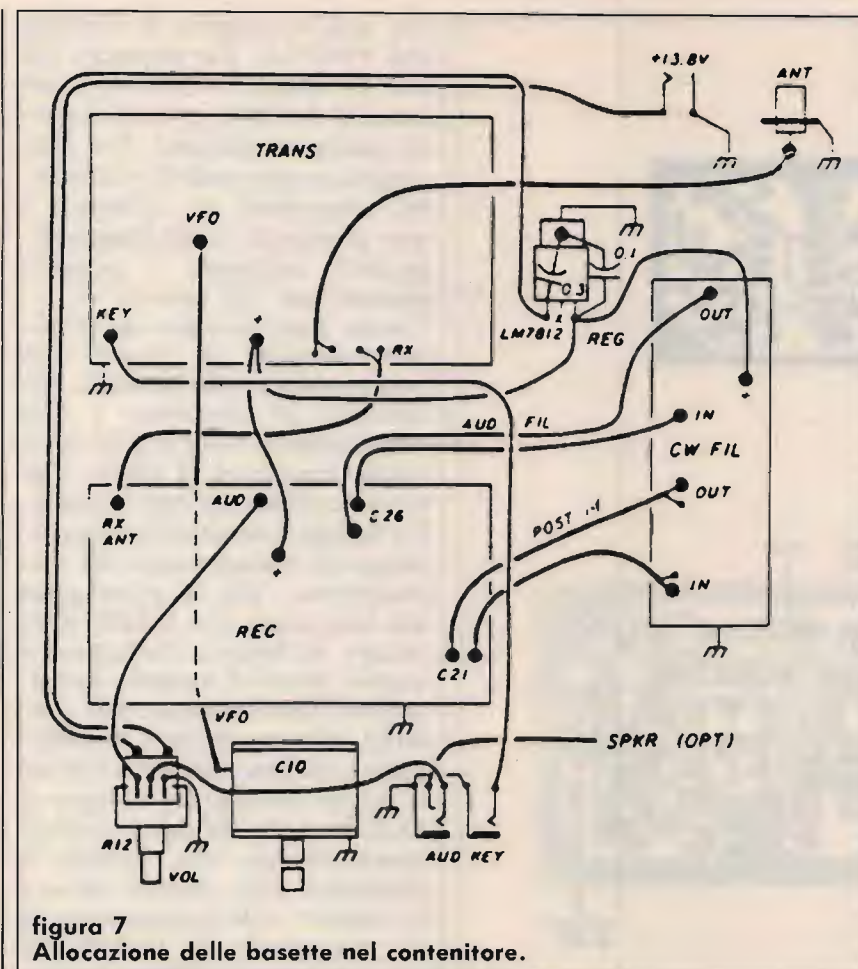 +13.8V
ANT
TRANS
VFO
0.1
0.3
KEY
+
OUT
LM7812
REG
RX
+
AUD FIL
IN
CW FIL
AUD
C26
OUT
RX
ANT
POST
+
REC
IN
C21
VFO
C10
SPKR (OPT)
R12
VOL
AUD KEY
figura 7
Allocazione delle basette nel contenitore.